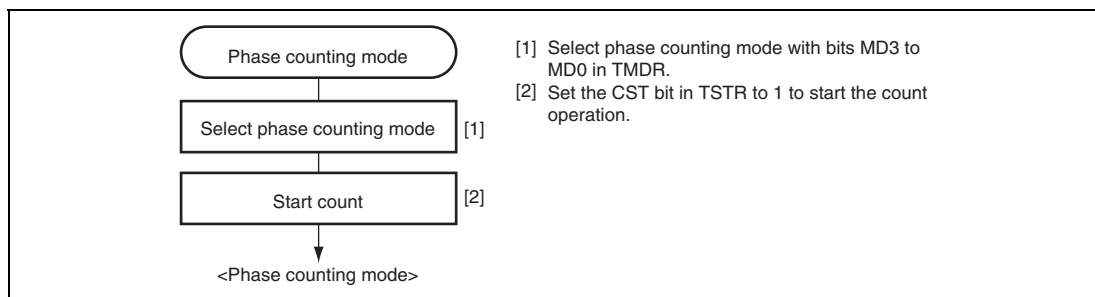 Phase counting mode
Select phase counting mode [1]
Start count [2]
<Phase counting mode>
[1] Select phase counting mode with bits MD3 to
MD0 in TMDR.
[2] Set the CST bit in TSTR to 1 to start the count
operation.